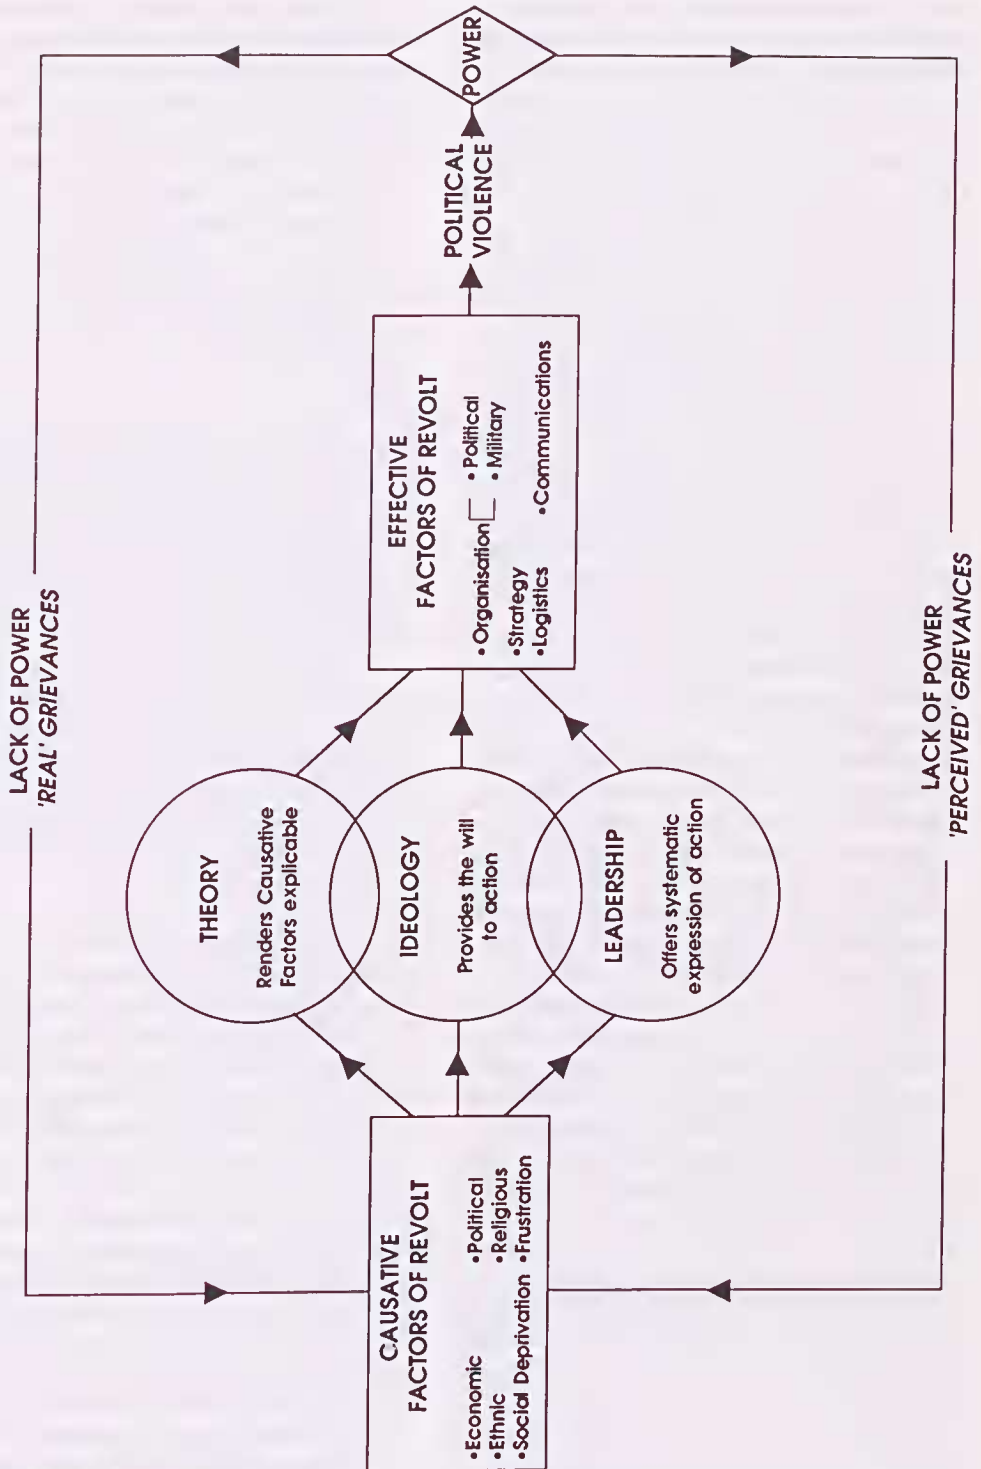 LACK OF POWER
'REAL' GRIEVANCES
CAUSATIVE
FACTORS OF REVOLT
•Economic •Political
•Ethnic •Religious
•Social Deprivation •Frustration
THEORY
Renders Causative
Factors explicable
IDEOLOGY
Provides the will
to action
LEADERSHIP
Offers systematic
expression of action
EFFECTIVE
FACTORS OF REVOLT
•Organisation •Political
•Military
•Strategy
•Logistics •Communications
POLITICAL
VIOLENCE
POWER
LACK OF POWER
'PERCEIVED' GRIEVANCES